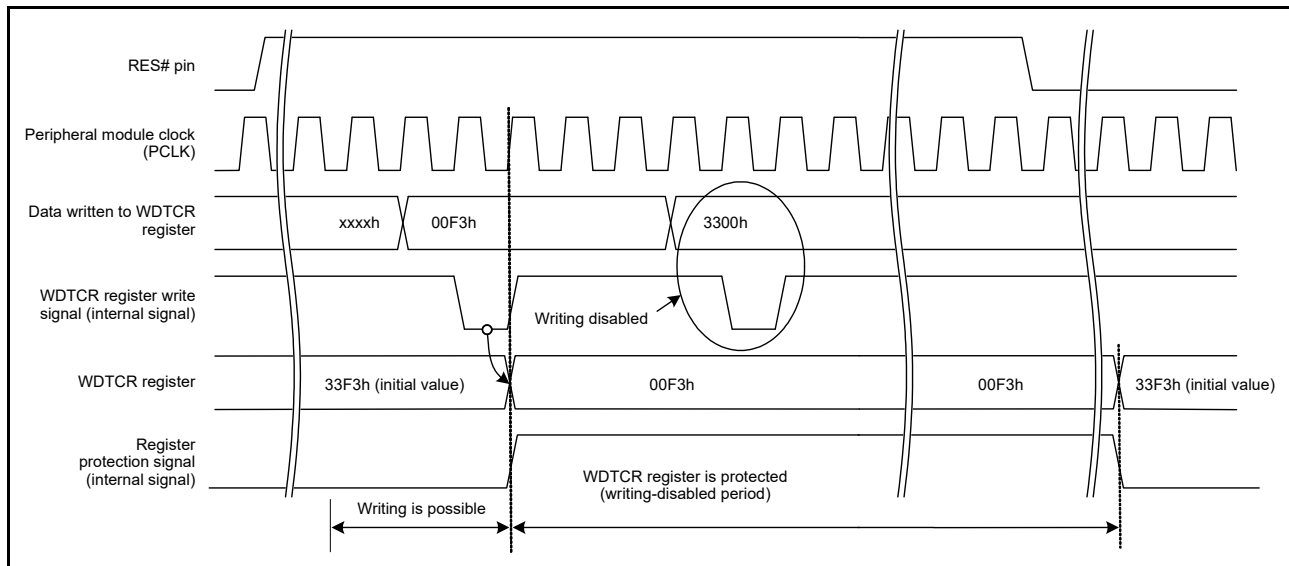 RES# pin
Peripheral module clock
(PCLK)
Data written to WDTCR
register
xxxxh
00F3h
3300h
WDTCR register write
signal (internal signal)
Writing disabled
WDTCR register
33F3h (initial value)
00F3h
00F3h
33F3h (initial value)
Register
protection signal
(internal signal)
WDTCR register is protected
(writing-disabled period)
Writing is possible